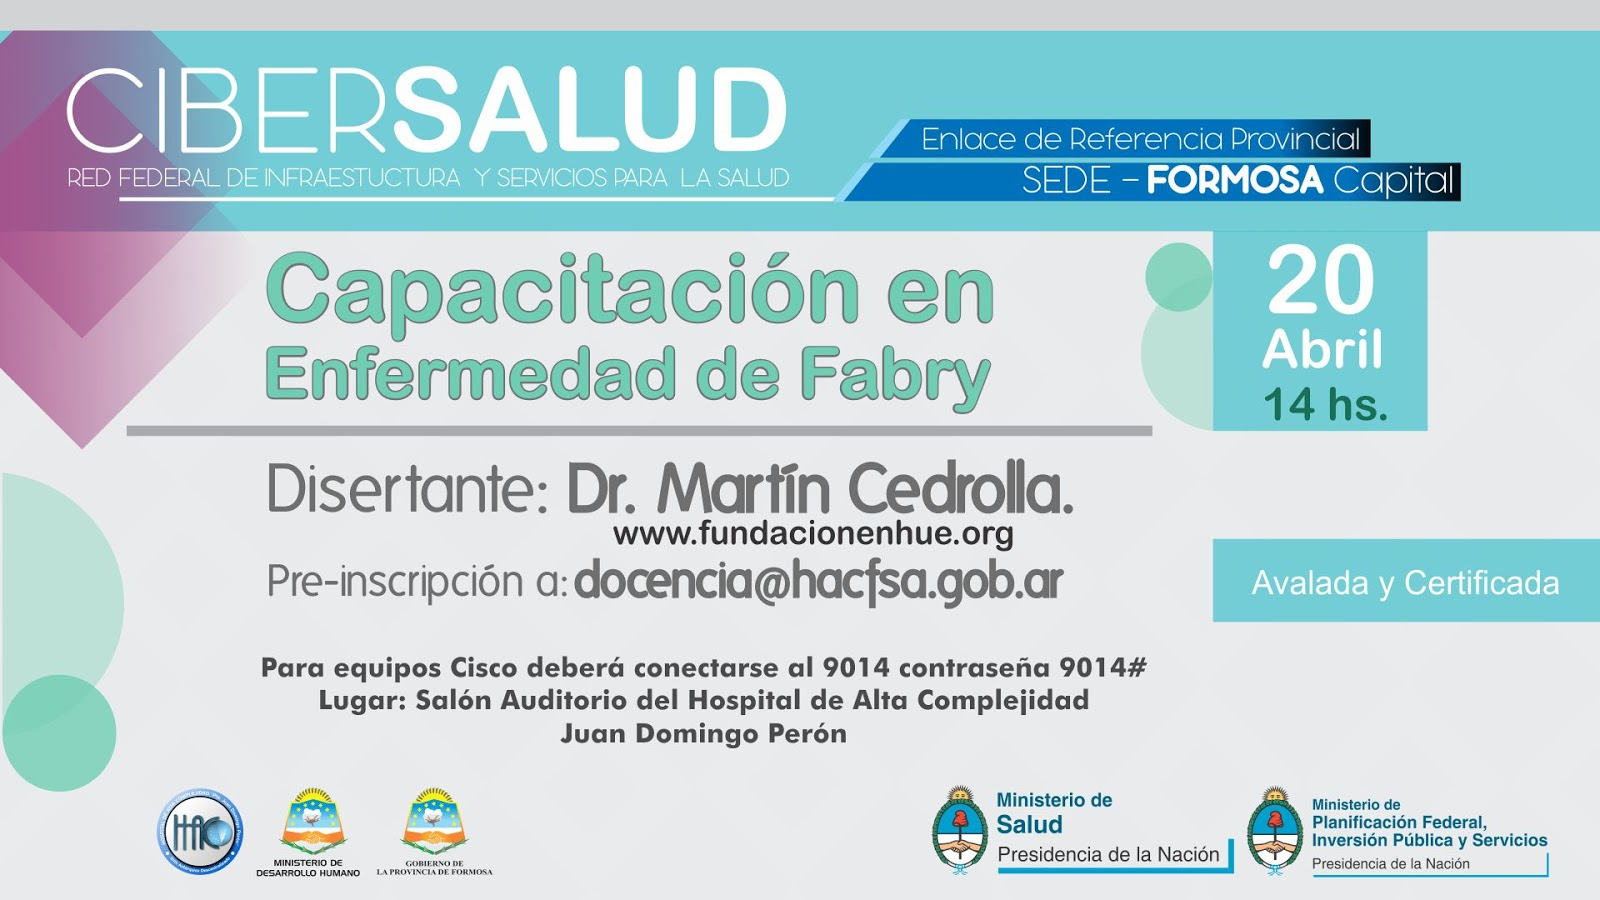 CIBERSALUD
RED FEDERAL DE INFRAESTUCTURA Y SERVICIOS PARA LA SALUD
Enlace de Referencia Provincial
SEDE - FORMOSA Capital
Capacitación en
Enfermedad de Fabry
20
Abril
14 hs.
Disertante: Dr. Martín Cedrolla.
www.fundacionenhue.org
Pre-inscripción a: docencia@hacfsa.gob.ar
Avalada y Certificada
Para equipos Cisco deberá conectarse al 9014 contraseña 9014#
Lugar: Salón Auditorio del Hospital de Alta Complejidad
Juan Domingo Perón
MINISTERIO DE
DESARROLLO HUMANO
GOBIERNO DE
LA PROVINCIA DE FORMOSA
Ministerio de
Salud
Presidencia de la Nación
Ministerio de
Planificación Federal,
Inversión Pública y Servicios
Presidencia de la Nación